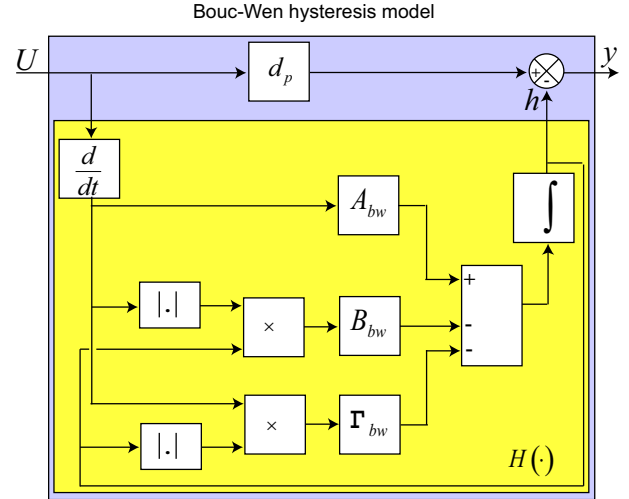 Bouc-Wen hysteresis model
U
d_p
+
-
y
h
d/dt
A_bw
∫
+
|.|
×
B_bw
-
-
|.|
×
Γ_bw
H(·)